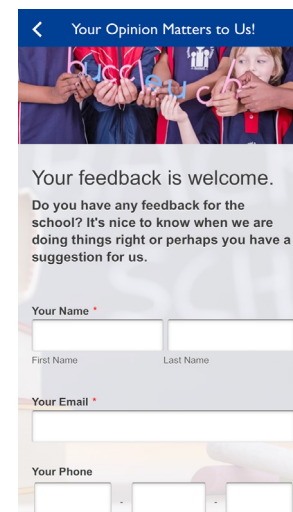 Your Opinion Matters to Us!
Your feedback is welcome.
Do you have any feedback for the
school? It's nice to know when we are
doing things right or perhaps you have a
suggestion for us.
Your Name *
First Name Last Name
Your Email *
Your Phone
- -